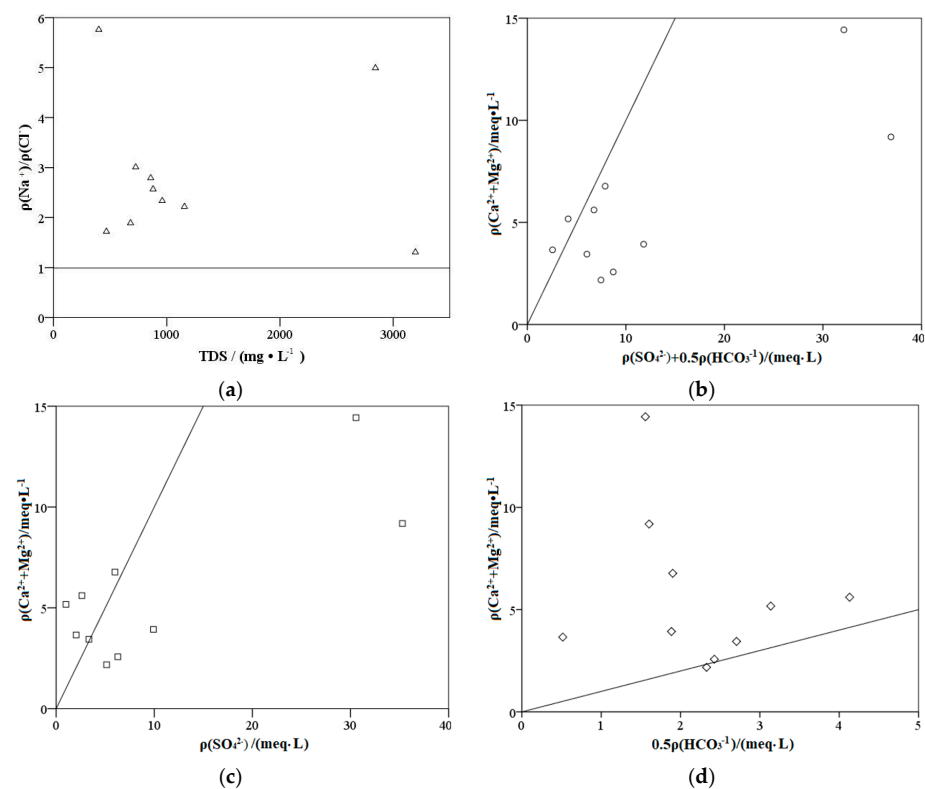 6
5
4
3
2
1
0
ρ(Na⁺)/ρ(Cl⁻)
0 1000 2000 3000
TDS / (mg • L⁻¹ )
(a)
15
10
5
0
ρ(Ca²⁺+Mg²⁺)/meq•L⁻¹
0 10 20 30 40
ρ(SO₄²⁻)+0.5ρ(HCO₃⁻¹)/(meq·L)
(b)
15
10
5
0
ρ(Ca²⁺+Mg²⁺)/meq•L⁻¹
0 10 20 30 40
ρ(SO₄²⁻) /(meq·L)
(c)
15
10
5
0
ρ(Ca²⁺+Mg²⁺)/meq•L⁻¹
0 1 2 3 4 5
0.5ρ(HCO₃⁻¹)/(meq·L)
(d)